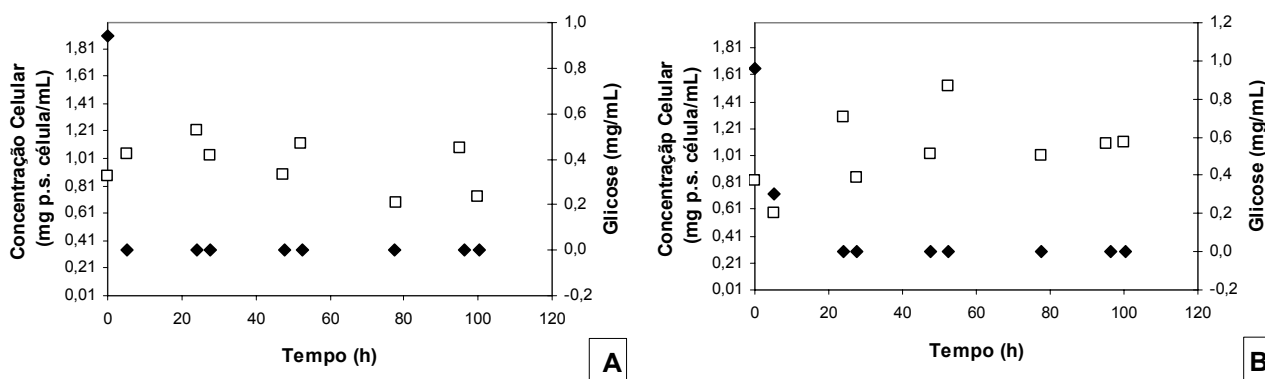 Concentração Celular
(mg p.s. célula/mL)
1,81
1,61
1,41
1,21
1,01
0,81
0,61
0,41
0,21
0,01
1,0
0,8
0,6
0,4
0,2
0,0
-0,2
Glicose (mg/mL)
0 20 40 60 80 100 120
Tempo (h)
A
Concentraçãp Celular
(mg p.s. célula/mL)
1,81
1,61
1,41
1,21
1,01
0,81
0,61
0,41
0,21
0,01
1,2
1,0
0,8
0,6
0,4
0,2
0,0
-0,2
Glicose (mg/mL)
0 20 40 60 80 100 120
Tempo (h)
B